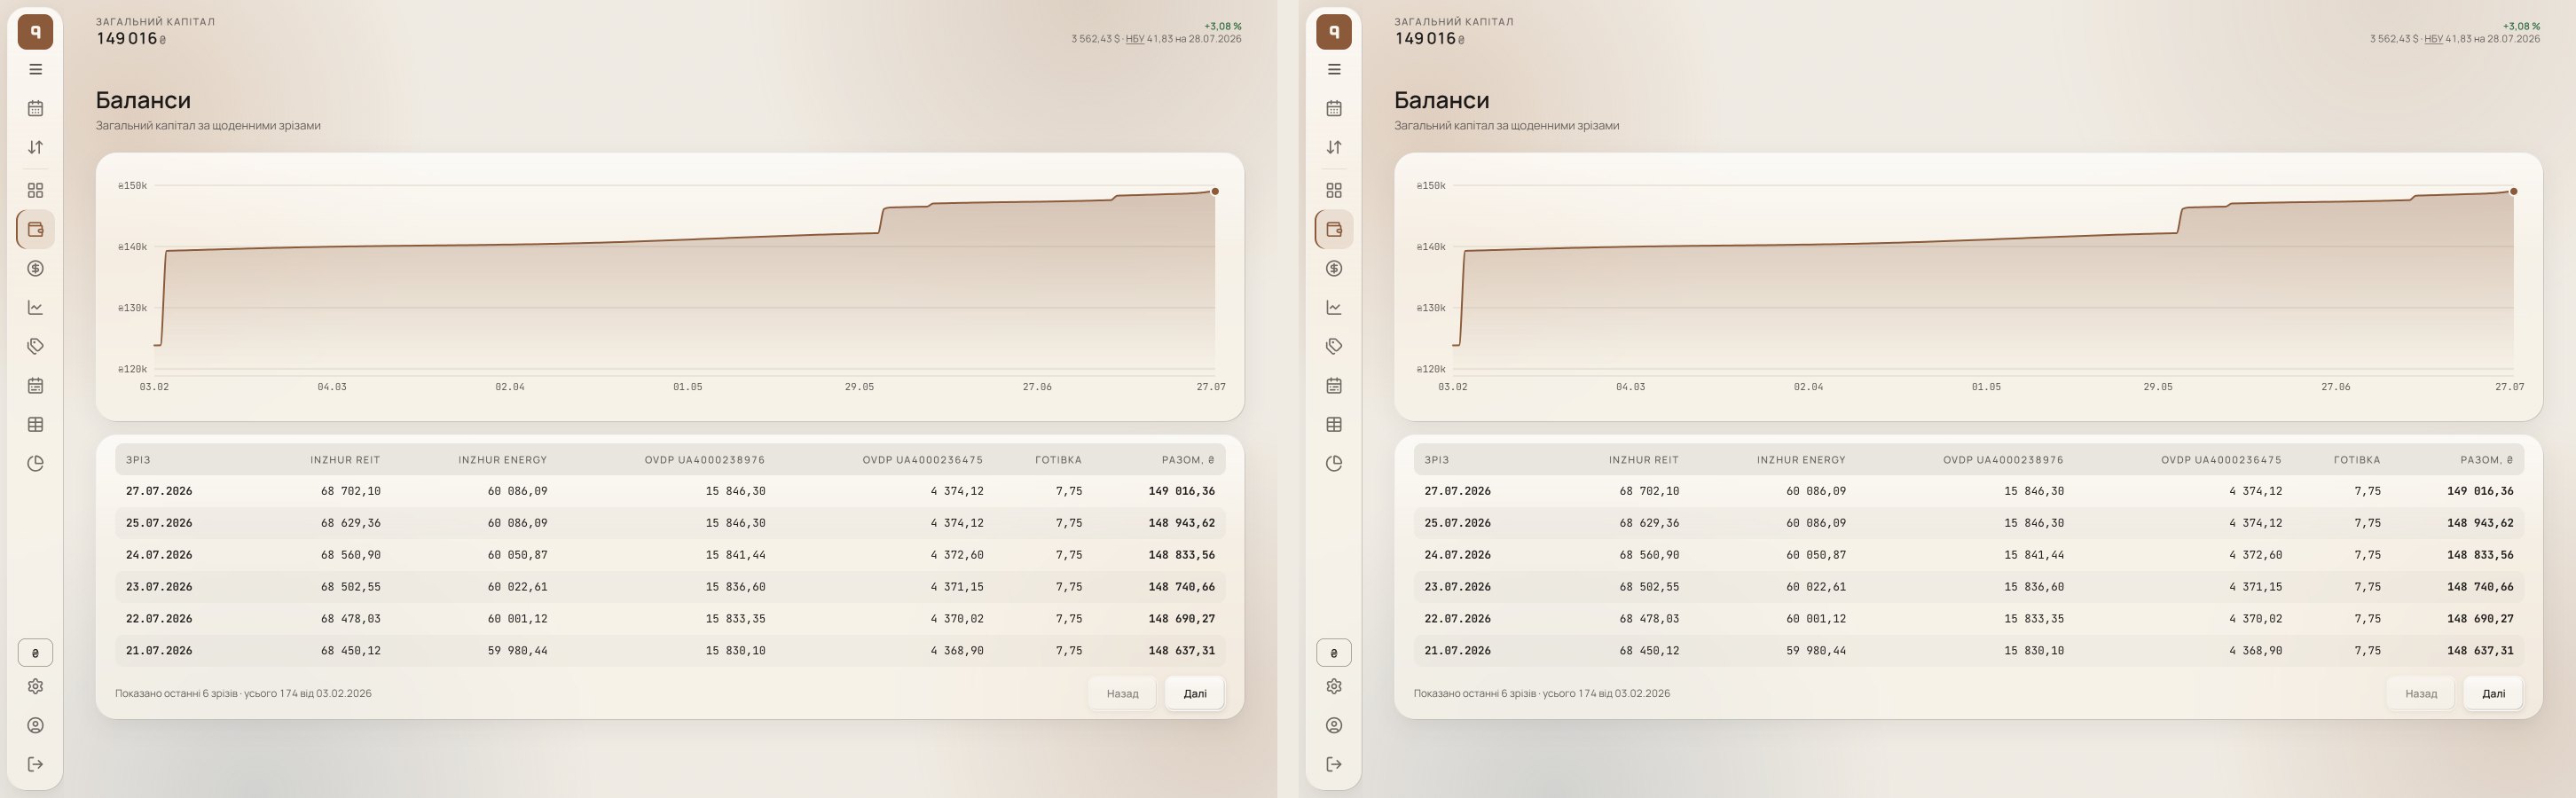 ЗАГАЛЬНИЙ КАПІТАЛ
149 016 ₴
+3,08 %
3 562,43 $ · НБУ 41,83 на 28.07.2026
Баланси
Загальний капітал за щоденними зрізами
₴150k
₴140k
₴130k
₴120k
03.02 04.03 02.04 01.05 29.05 27.06 27.07
ЗРІЗ INZHUR REIT INZHUR ENERGY OVDP UA4000238976 OVDP UA4000236475 ГОТІВКА РАЗОМ, ₴
27.07.2026 68 702,10 60 086,09 15 846,30 4 374,12 7,75 149 016,36
25.07.2026 68 629,36 60 086,09 15 846,30 4 374,12 7,75 148 943,62
24.07.2026 68 560,90 60 050,87 15 841,44 4 372,60 7,75 148 833,56
23.07.2026 68 502,55 60 022,61 15 836,60 4 371,15 7,75 148 740,66
22.07.2026 68 478,03 60 001,12 15 833,35 4 370,02 7,75 148 690,27
21.07.2026 68 450,12 59 980,44 15 830,10 4 368,90 7,75 148 637,31
₴
Показано останні 6 зрізів · усього 174 від 03.02.2026
Назад Далі
ЗАГАЛЬНИЙ КАПІТАЛ
149 016 ₴
+3,08 %
3 562,43 $ · НБУ 41,83 на 28.07.2026
Баланси
Загальний капітал за щоденними зрізами
₴150k
₴140k
₴130k
₴120k
03.02 04.03 02.04 01.05 29.05 27.06 27.07
ЗРІЗ INZHUR REIT INZHUR ENERGY OVDP UA4000238976 OVDP UA4000236475 ГОТІВКА РАЗОМ, ₴
27.07.2026 68 702,10 60 086,09 15 846,30 4 374,12 7,75 149 016,36
25.07.2026 68 629,36 60 086,09 15 846,30 4 374,12 7,75 148 943,62
24.07.2026 68 560,90 60 050,87 15 841,44 4 372,60 7,75 148 833,56
23.07.2026 68 502,55 60 022,61 15 836,60 4 371,15 7,75 148 740,66
22.07.2026 68 478,03 60 001,12 15 833,35 4 370,02 7,75 148 690,27
21.07.2026 68 450,12 59 980,44 15 830,10 4 368,90 7,75 148 637,31
₴
Показано останні 6 зрізів · усього 174 від 03.02.2026
Назад Далі